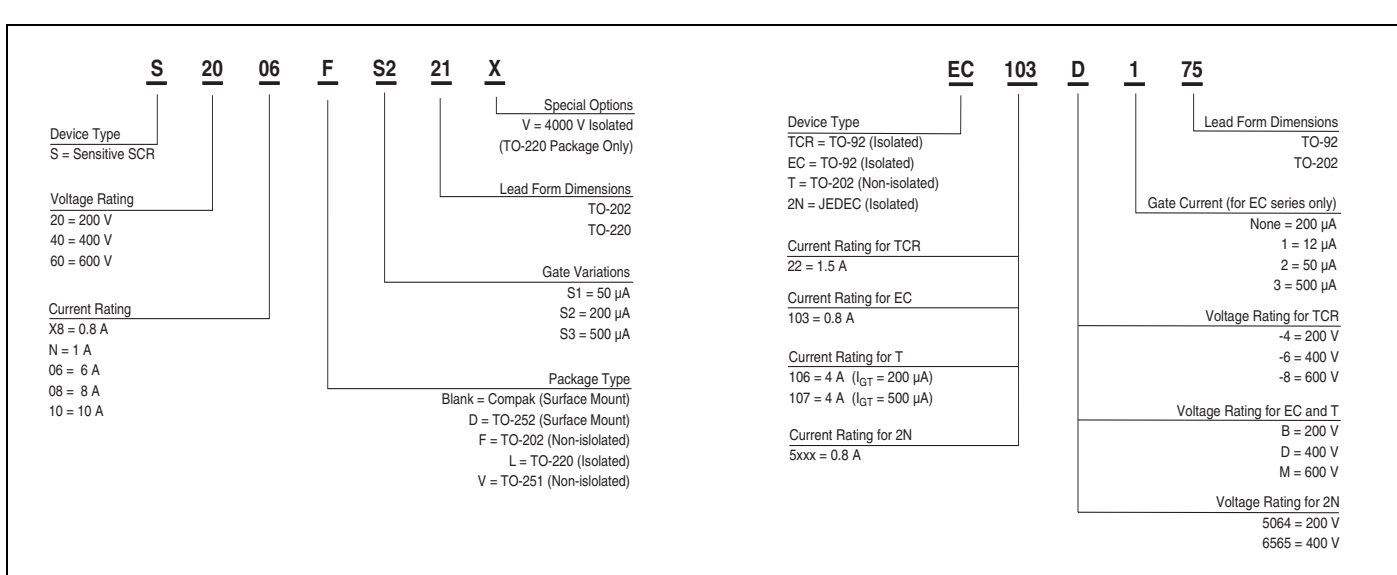 S 20 06 F S2 21 X
Special Options
V = 4000 V Isolated
(TO-220 Package Only)
Device Type
S = Sensitive SCR
Lead Form Dimensions
TO-202
TO-220
Voltage Rating
20 = 200 V
40 = 400 V
60 = 600 V
Gate Variations
S1 = 50 µA
S2 = 200 µA
S3 = 500 µA
Current Rating
X8 = 0.8 A
N = 1 A
06 = 6 A
08 = 8 A
10 = 10 A
Package Type
Blank = Compak (Surface Mount)
D = TO-252 (Surface Mount)
F = TO-202 (Non-islolated)
L = TO-220 (Isolated)
V = TO-251 (Non-islolated)
EC 103 D 1 75
Device Type
TCR = TO-92 (Isolated)
EC = TO-92 (Isolated)
T = TO-202 (Non-isolated)
2N = JEDEC (Isolated)
Current Rating for TCR
22 = 1.5 A
Current Rating for EC
103 = 0.8 A
Current Rating for T
106 = 4 A (IGT = 200 µA)
107 = 4 A (IGT = 500 µA)
Current Rating for 2N
5xxx = 0.8 A
Lead Form Dimensions
TO-92
TO-202
Gate Current (for EC series only)
None = 200 µA
1 = 12 µA
2 = 50 µA
3 = 500 µA
Voltage Rating for TCR
-4 = 200 V
-6 = 400 V
-8 = 600 V
Voltage Rating for EC and T
B = 200 V
D = 400 V
M = 600 V
Voltage Rating for 2N
5064 = 200 V
6565 = 400 V